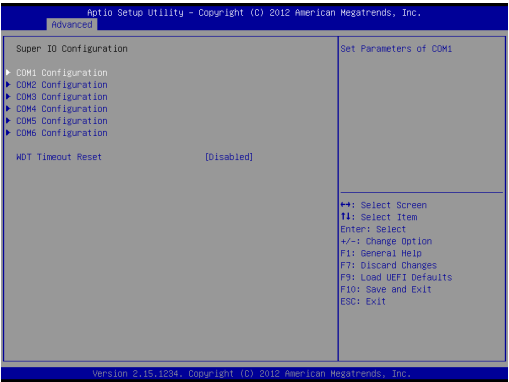 Aptio Setup Utility – Copyright (C) 2012 American Megatrends, Inc.
Advanced
Super IO Configuration
COM1 Configuration
COM2 Configuration
COM3 Configuration
COM4 Configuration
COM5 Configuration
COM6 Configuration
WDT Timeout Reset [Disabled]
Set Parameters of COM1
↔: Select Screen
↑↓: Select Item
Enter: Select
+/-: Change Option
F1: General Help
F7: Discard Changes
F9: Load UEFI Defaults
F10: Save and Exit
ESC: Exit
Version 2.15.1234. Copyright (C) 2012 American Megatrends, Inc.